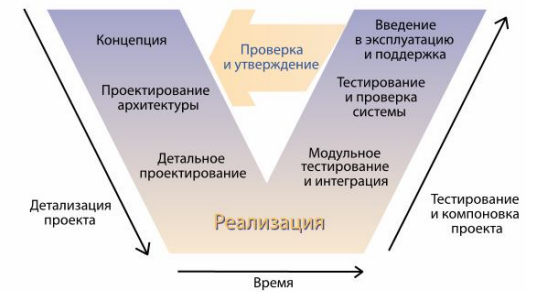 Концепция
Проектирование
архитектуры
Детальное
проектирование
Проверка
и утверждение
Введение
в эксплуатацию
и поддержка
Тестирование
и проверка
системы
Модульное
тестирование
и интеграция
Реализация
Детализация
проекта
Тестирование
и компоновка
проекта
Время